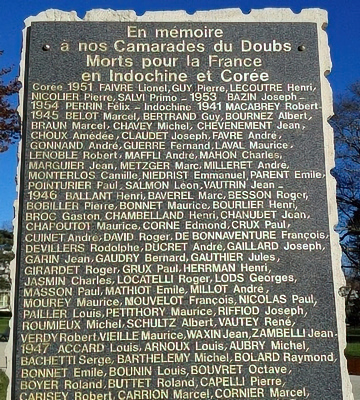 En mémoire
à nos Camarades du Doubs
Morts pour la France
en Indochine et Corée
Corée 1951 FAIVRE Lionel, GUY Pierre, LECOUTRE Henri,
NICOLIER Pierre, SALVI Primo - 1953 BAZIN Joseph -
1954 PERRIN Félix - Indochine 1941 MACABREY Robert
1945 BELOT Marcel, BERTRAND Guy, BOURNEZ Albert,
BRAUN Marcel, CHAVEY Michel, CHEVENEMENT Jean,
CHOUX Amédée, CLAUDET Joseph, FAVRE André,
GONNAND André, GUERRE Fernand, LAVAL Maurice,
LENOBLE Robert, MAFFLI André, MAHON Charles,
MARGUIER Jean, METZGER Marc, MILLERET André,
MONTERLOS Camille, NIEDRIST Emmanuel, PARENT Emile,
POINTURIER Paul, SALMON Léon, VAUTRIN Jean -
1946 BALLANT Henri, BAVEREL Marc, BESSON Roger,
BOBILLER Pierre, BONNET Maurice, BOURLIER Henri,
BROC Gaston, CHAMBELLAND Henri, CHANUDET Jean,
CHAPOUTOT Maurice, CORNE Edmond, CRUX Paul,
CUINET André, DAVID Roger, DE BONNAVENTURE François,
DEVILLERS Rodolphe, DUCRET André, GAILLARD Joseph,
GARIN Jean, GAUDRY Bernard, GAUTHIER Jules,
GIRARDET Roger, GRUX Paul, HERRMAN Henri,
JASMIN Charles, LOCATELLI Roger, LODS Georges,
MASSON Paul, MATHIOT Emile, MILLOT André,
MOUREY Maurice, MOUVELOT François, NICOLAS Paul,
PAILLER Louis, PETITHORY Maurice, RIFFIOD Joseph,
ROUMIEUX Michel, SCHULTZ Albert, VAUTEY René,
VERDY Robert, VIEILLE Maurice, WAXIN Jean, ZAMBELLI Jean -
1947 ACCARD Louis, ARNOUX Louis, AUBRY Michel,
BACHETTI Serge, BARTHELEMY Michel, BOLARD Raymond,
BONNET Emile, BOUNIN Louis, BOUVRET Octave,
BOYER Roland, BUTTET Roland, CAPELLI Pierre,
CARISEY Robert, CARRION Marcel, CORNIER Marcel,